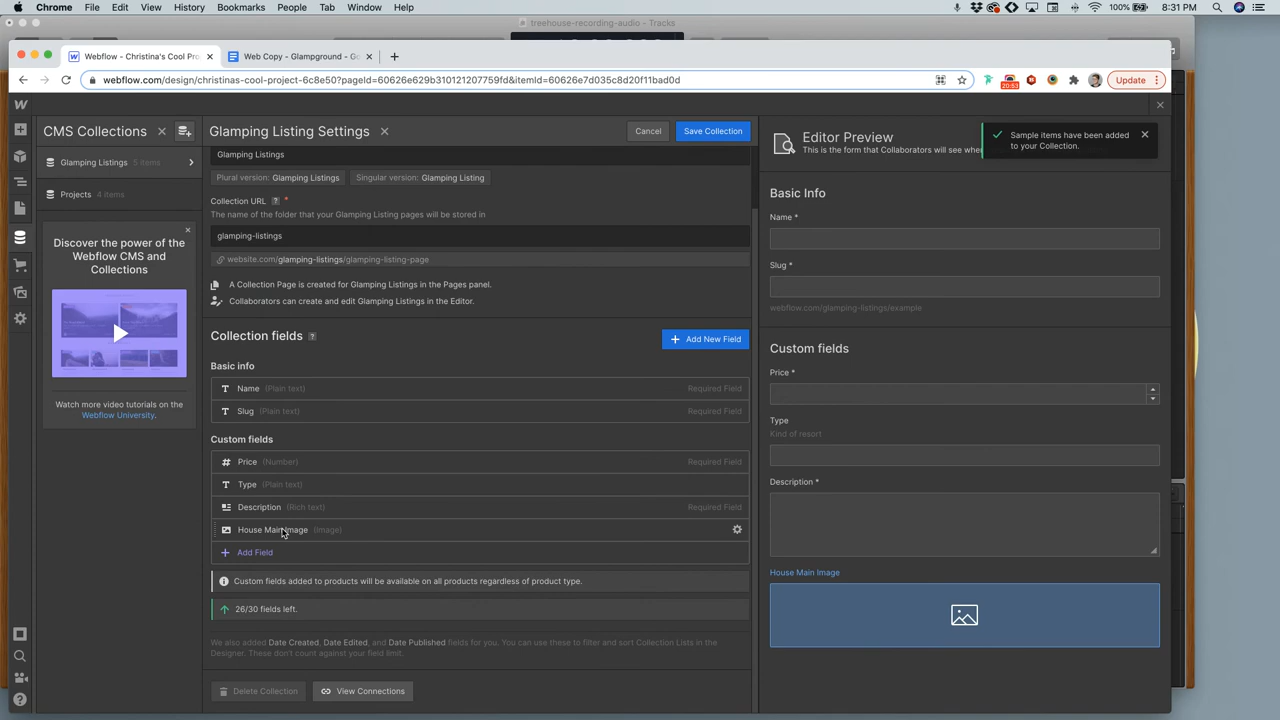 Chrome File Edit View History Bookmarks People Tab Window Help
100%
8:31 PM
treehouse-recording-audio - Tracks
Webflow - Christina's Cool Pro
Web Copy - Glampground - Go
webflow.com/design/christinas-cool-project-6c8e50?pageId=60626e629b310121207759fd&itemId=60626e7d035c8d20f11bad0d
20:53
Update
CMS Collections
Glamping Listings 5 items
Projects 4 items
Discover the power of the
Webflow CMS and
Collections
Watch more video tutorials on the
Webflow University.
Glamping Listing Settings
Cancel
Save Collection
Glamping Listings
Plural version: Glamping Listings
Singular version: Glamping Listing
Collection URL ? *
The name of the folder that your Glamping Listing pages will be stored in
glamping-listings
website.com/glamping-listings/glamping-listing-page
A Collection Page is created for Glamping Listings in the Pages panel.
Collaborators can create and edit Glamping Listings in the Editor.
Collection fields ?
+ Add New Field
Basic info
Name (Plain text) Required Field
Slug (Plain text) Required Field
Custom fields
Price (Number) Required Field
Type (Plain text)
Description (Rich text) Required Field
House Main Image (Image)
+ Add Field
Custom fields added to products will be available on all products regardless of product type.
26/30 fields left.
We also added Date Created, Date Edited, and Date Published fields for you. You can use these to filter and sort Collection Lists in the
Designer. These don't count against your field limit.
Delete Collection
View Connections
Editor Preview
This is the form that Collaborators will see when
Sample items have been added
to your Collection.
Basic Info
Name *
Slug *
webflow.com/glamping-listings/example
Custom fields
Price *
Type
Kind of resort
Description *
House Main Image